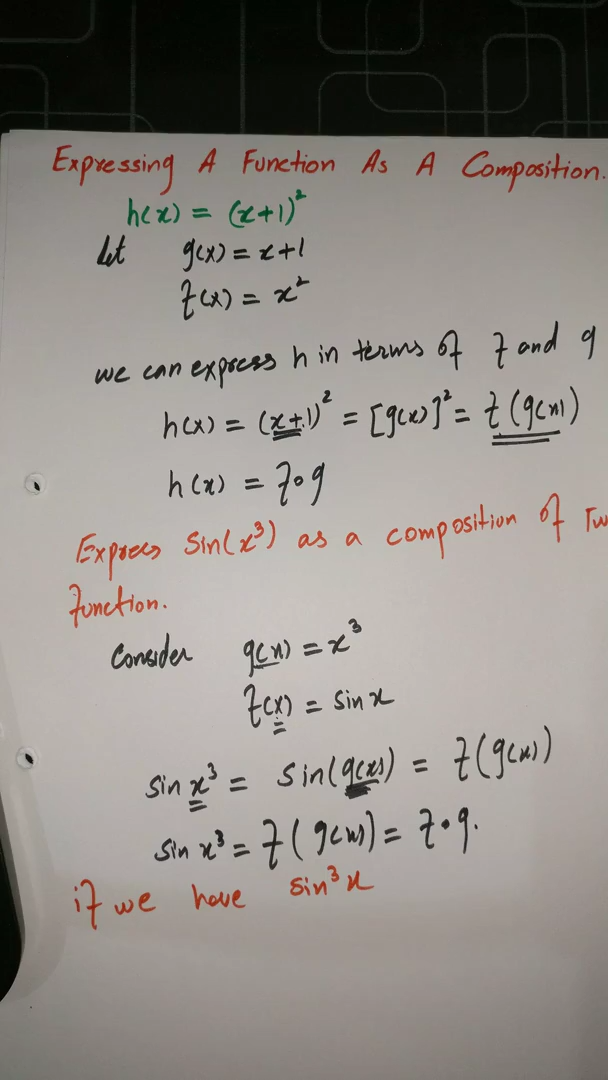 Expressing A Function As A Composition.
h(x) = (x+1)²
Let g(x) = x+1
f(x) = x²
we can express h in terms of f and g
h(x) = (x+1)² = [g(x)]² = f(g(x))
h(x) = f∘g
Express Sin(x³) as a composition of Tw
function.
Consider g(x) = x³
f(x) = Sin x
Sin x³ = Sin(g(x)) = f(g(x))
Sin x³ = f(g(x)) = f∘g.
if we have Sin³x